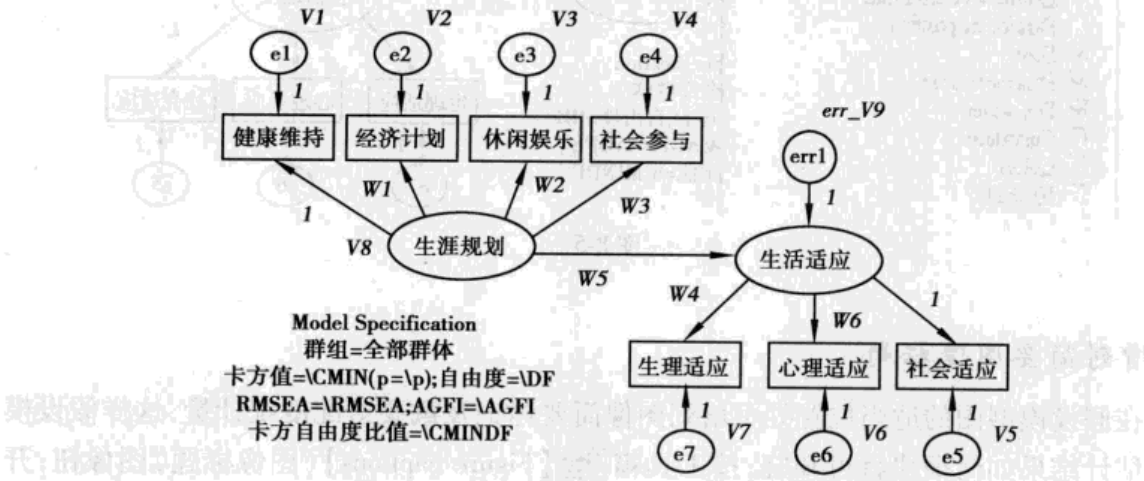 V1 V2 V3 V4
e1 e2 e3 e4
1 1 1 1
err_V9
健康维持 经济计划 休闲娱乐 社会参与
err1
W1 W2
1 W3 1
V8 生涯规划 生活适应
W5
W4 W6 1
Model Specification
群组=全部群体
卡方值=\CMIN(p=\p);自由度=\DF
RMSEA=\RMSEA;AGFI=\AGFI
卡方自由度比值=\CMINDF
生理适应 心理适应 社会适应
1 1 1
V7 V6 V5
e7 e6 e5